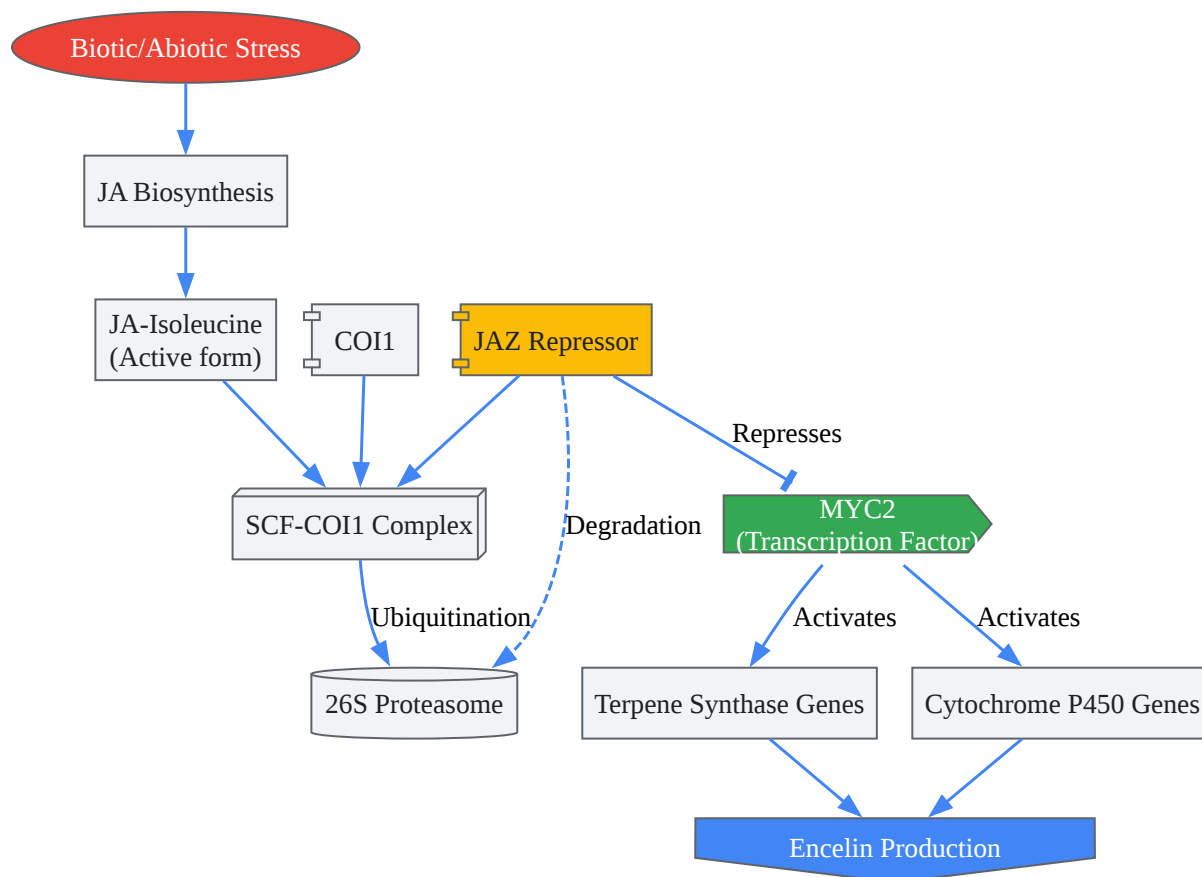 Biotic/Abiotic Stress
JA Biosynthesis
JA-Isoleucine
(Active form)
COI1
JAZ Repressor
Represses
SCF-COI1 Complex
Degradation
MYC2
(Transcription Factor)
Ubiquitination
Activates
Activates
26S Proteasome
Terpene Synthase Genes
Cytochrome P450 Genes
Encelin Production